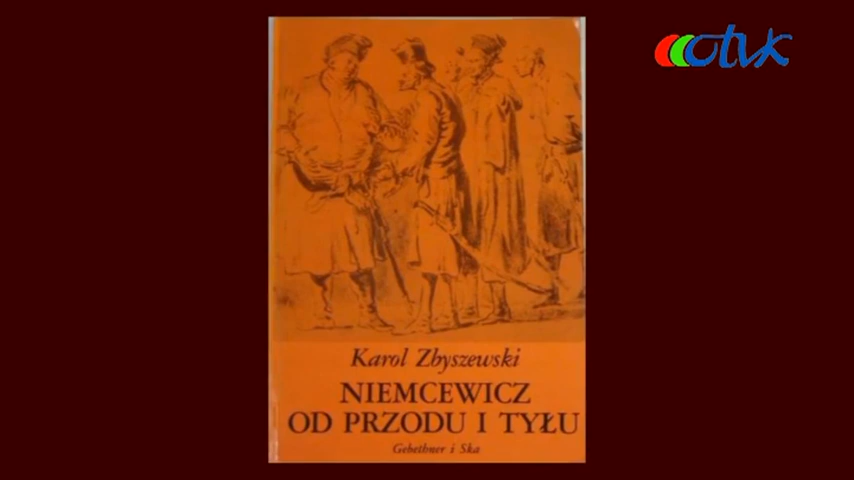 otvk
Karol Zbyszewski
NIEMCEWICZ
OD PRZODU I TYŁU
Gebethner i Ska